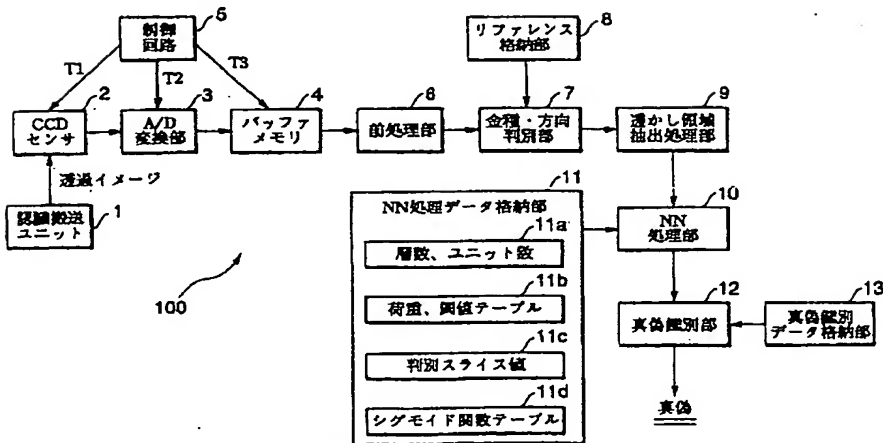 5
制御
回路
8
リファレンス
格納部
T1
T2
T3
2
CCD
センサ
3
A/D
変換部
4
バッファ
メモリ
6
前処理部
7
金種・方向
判別部
9
透かし領域
抽出処理部
透過イメージ
1
搬送
ユニット
100
11
NN処理データ格納部
11a
層数、ユニット数
11b
荷重、閾値テーブル
11c
判別スライス値
11d
シグモイド関数テーブル
10
NN
処理部
12
真偽鑑別部
13
真偽鑑別
データ格納部
真偽